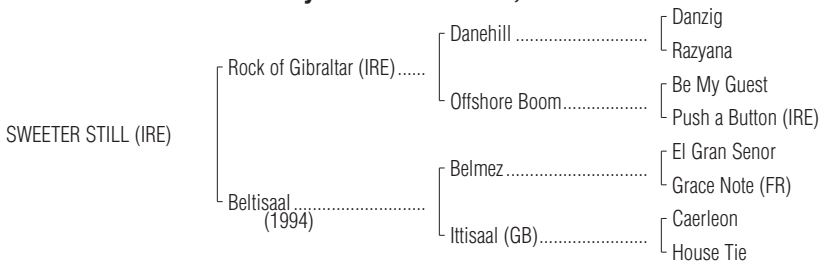 Danzig
Danehill ......................................
Razyana
Rock of Gibraltar (IRE)......
Be My Guest
Offshore Boom........................
Push a Button (IRE)
SWEETER STILL (IRE)
El Gran Senor
Belmez........................................
Grace Note (FR)
Beltisaal ..............................
(1994)
Caerleon
Ittisaal (GB)..............................
House Tie